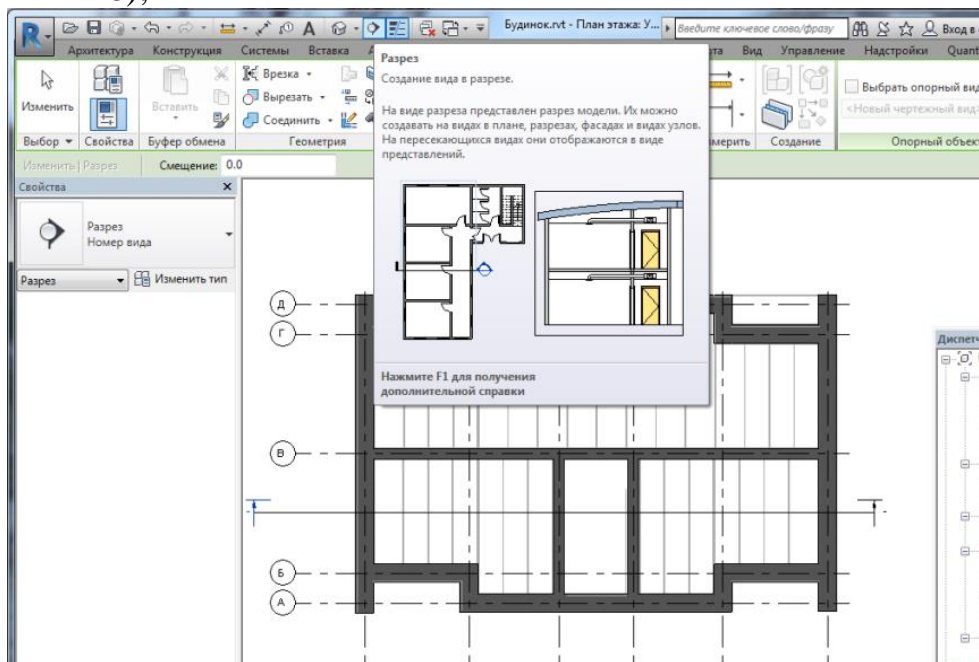 Будинок.rvt - План этажа: У...
Введите ключевое слово/фразу
Вход в
Архитектура Конструкция Системы Вставка
Вид Управление Надстройки Quant
Изменить
Вставить
Врезка
Вырезать
Соединить
Выбрать опорный вид
<Новый чертежный вид>
Выбор Свойства Буфер обмена Геометрия
Создание Опорный объект
Изменить | Разрез Смещение: 0.0
Разрез
Создание вида в разрезе.
На виде разреза представлен разрез модели. Их можно
создавать на видах в плане, разрезах, фасадах и видах узлов.
На пересекающихся видах они отображаются в виде
представлений.
Нажмите F1 для получения
дополнительной справки
Свойства
Разрез
Номер вида
Разрез Изменить тип
Д
Г
В
Б
А
Диспетч